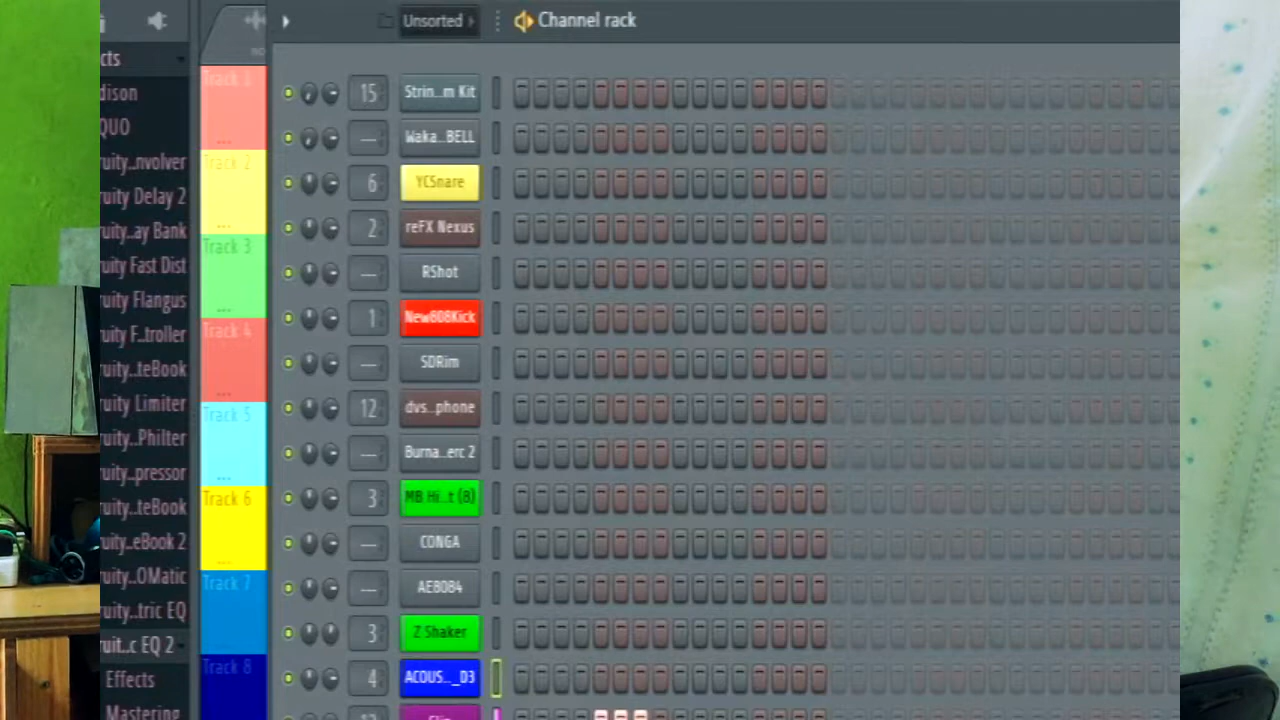 Unsorted
Channel rack
cts
dison
QUO
ruity..nvolver
ruity Delay 2
ruity..ay Bank
ruity Fast Dist
ruity Flangus
ruity F..troller
ruity..teBook
ruity Limiter
ruity..Philter
ruity..pressor
ruity..teBook
ruity..eBook 2
ruity..OMatic
ruity..tric EQ
ruit..c EQ 2
Effects
Mastering
Track 1
...
Track 2
...
Track 3
...
Track 4
...
Track 5
...
Track 6
...
Track 7
...
Track 8
15 Strin..m Kit
--- Waka..BELL
6 YCSnare
2 reFX Nexus
--- RShot
1 New808Kick
--- SDRim
12 dvs..phone
--- Burna..erc 2
3 MB Hi..t (8)
--- CONGA
--- AE8084
3 Z Shaker
4 ACOUS.._D3